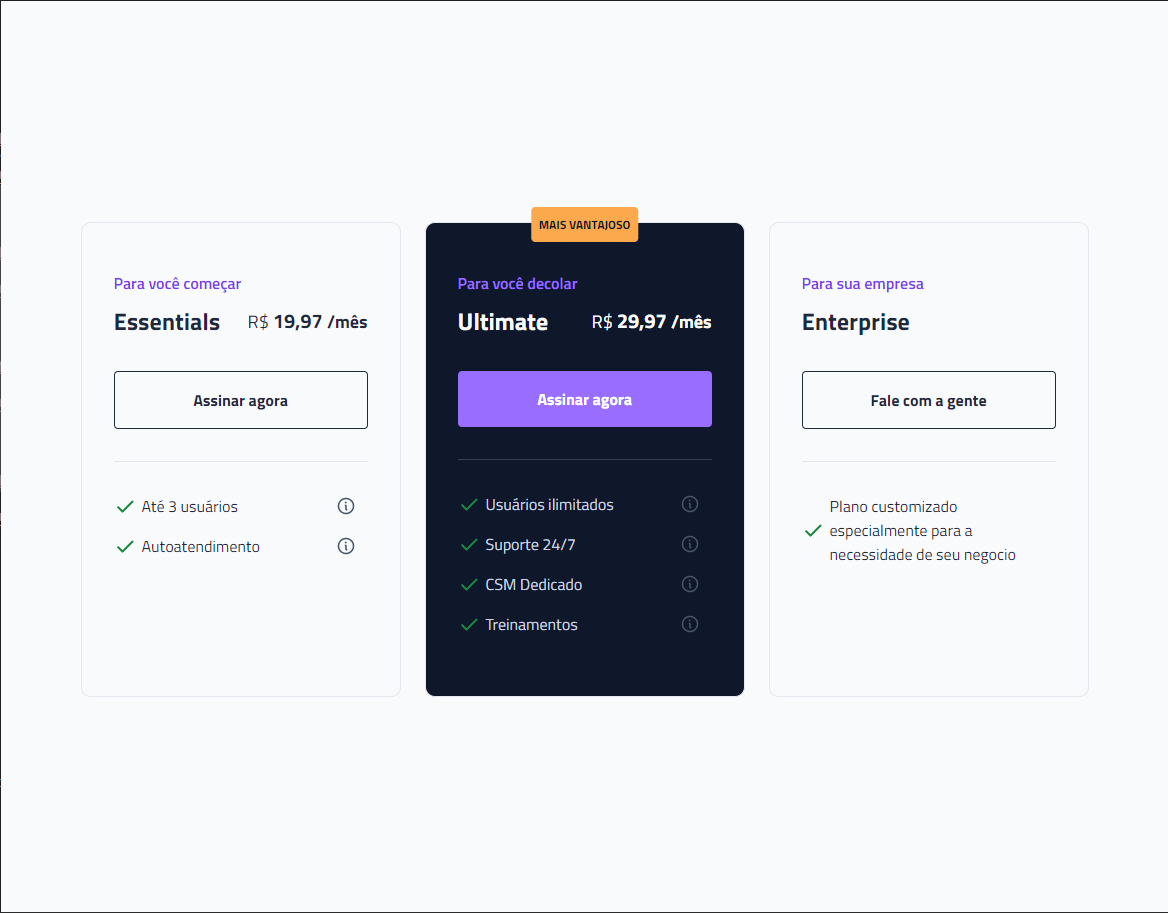 Para você começar
Essentials R$ 19,97 /mês
Assinar agora
Até 3 usuários
Autoatendimento
MAIS VANTAJOSO
Para você decolar
Ultimate R$ 29,97 /mês
Assinar agora
Usuários ilimitados
Suporte 24/7
CSM Dedicado
Treinamentos
Para sua empresa
Enterprise
Fale com a gente
Plano customizado
especialmente para a
necessidade de seu negocio